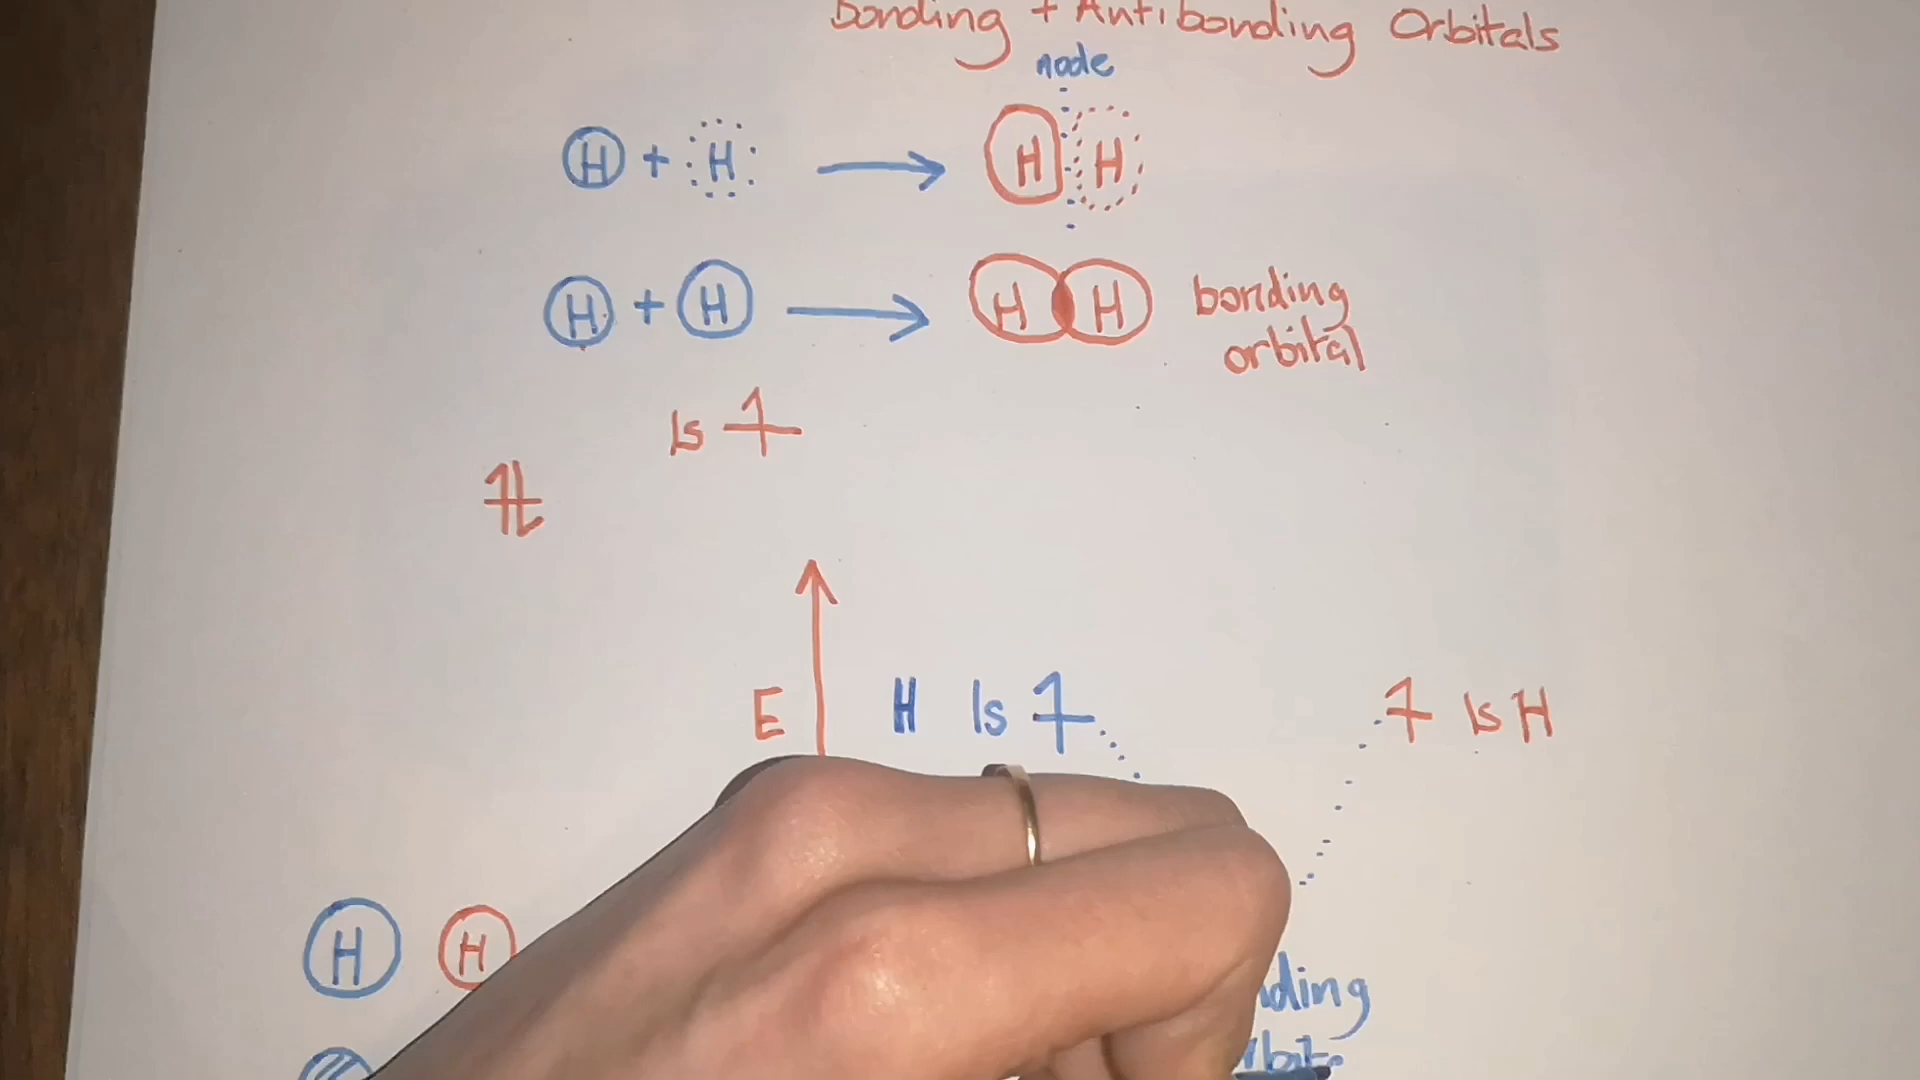 Bonding + Antibonding Orbitals
node
H + H → H H
H + H → H H bonding
orbital
1s
E H 1s 1s H
H H